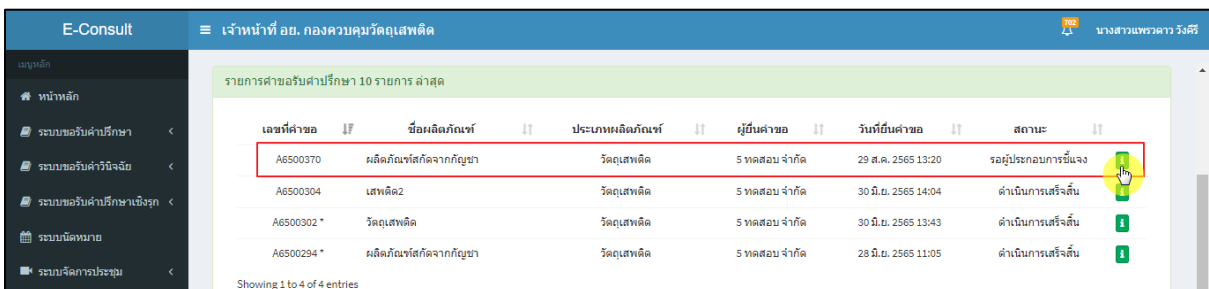 E-Consult
≡ เจ้าหน้าที่ อย. กองควบคุมวัตถุเสพติด
702
นางสาวแพรวดาว วังคีรี
เมนูหลัก
หน้าหลัก
ระบบขอรับคำปรึกษา
ระบบขอรับคำวินิจฉัย
ระบบขอรับคำปรึกษาเชิงรุก
ระบบนัดหมาย
ระบบจัดการประชุม
รายการคำขอรับคำปรึกษา 10 รายการ ล่าสุด
เลขที่คำขอ ชื่อผลิตภัณฑ์ ประเภทผลิตภัณฑ์ ผู้ยื่นคำขอ วันที่ยื่นคำขอ สถานะ
A6500370 ผลิตภัณฑ์สกัดจากกัญชา วัตถุเสพติด 5 ทดสอบ จำกัด 29 ส.ค. 2565 13:20 รอผู้ประกอบการชี้แจง
A6500304 เสพติด2 วัตถุเสพติด 5 ทดสอบ จำกัด 30 มิ.ย. 2565 14:04 ดำเนินการเสร็จสิ้น
A6500302 * วัตถุเสพติด วัตถุเสพติด 5 ทดสอบ จำกัด 30 มิ.ย. 2565 13:43 ดำเนินการเสร็จสิ้น
A6500294 * ผลิตภัณฑ์สกัดจากกัญชา วัตถุเสพติด 5 ทดสอบ จำกัด 28 มิ.ย. 2565 11:05 ดำเนินการเสร็จสิ้น
Showing 1 to 4 of 4 entries